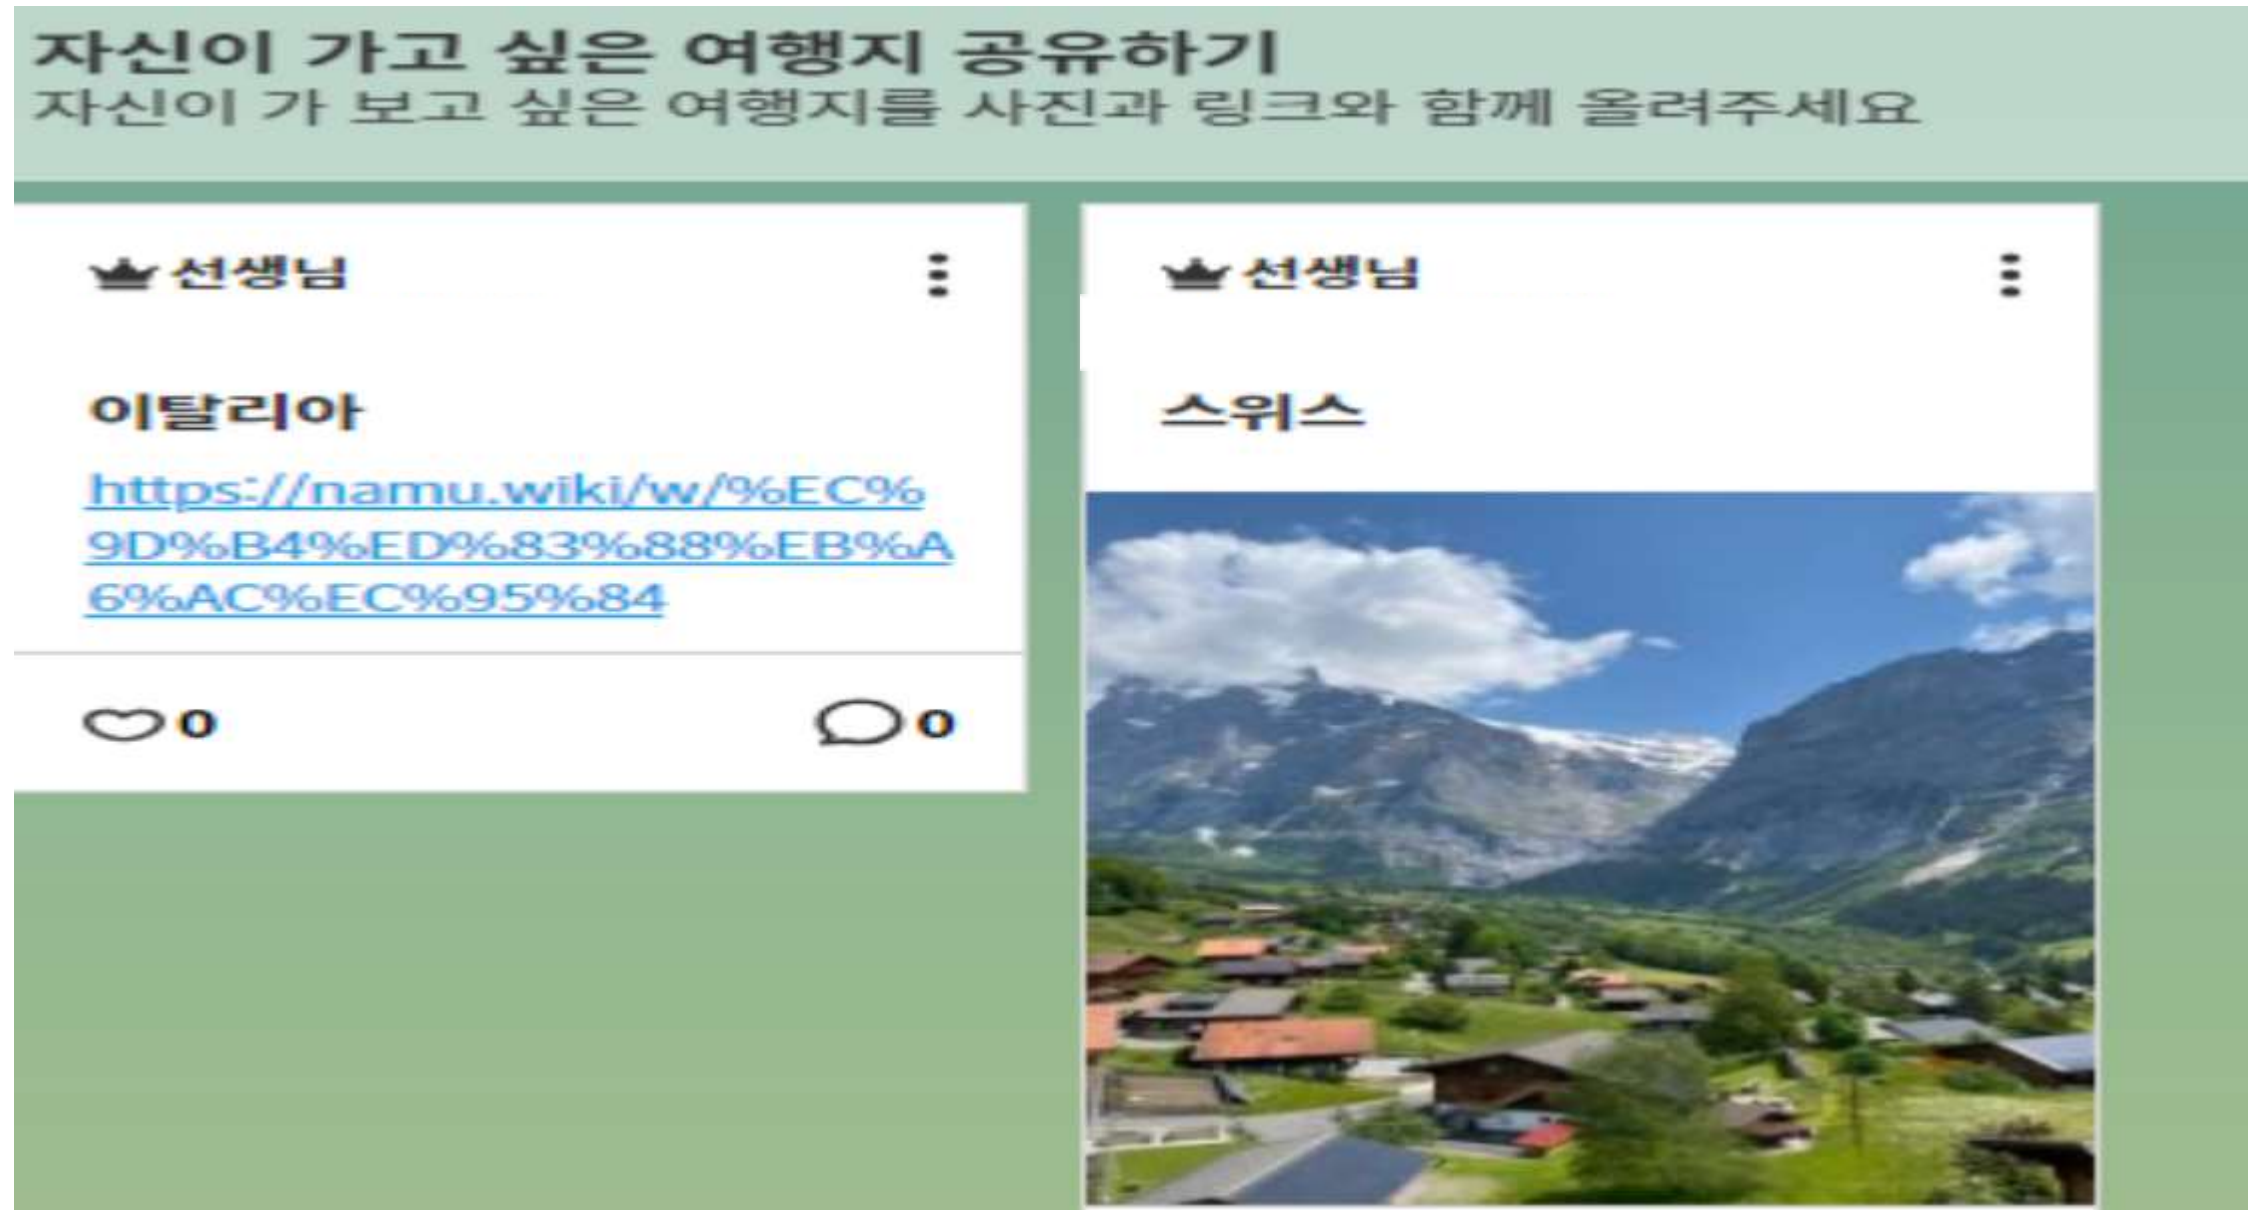 자신이 가고 싶은 여행지 공유하기
자신이 가 보고 싶은 여행지를 사진과 링크와 함께 올려주세요
선생님
이탈리아
https://namu.wiki/w/%EC%
9D%B4%ED%83%88%EB%A
6%AC%EC%95%84
0
0
선생님
스위스